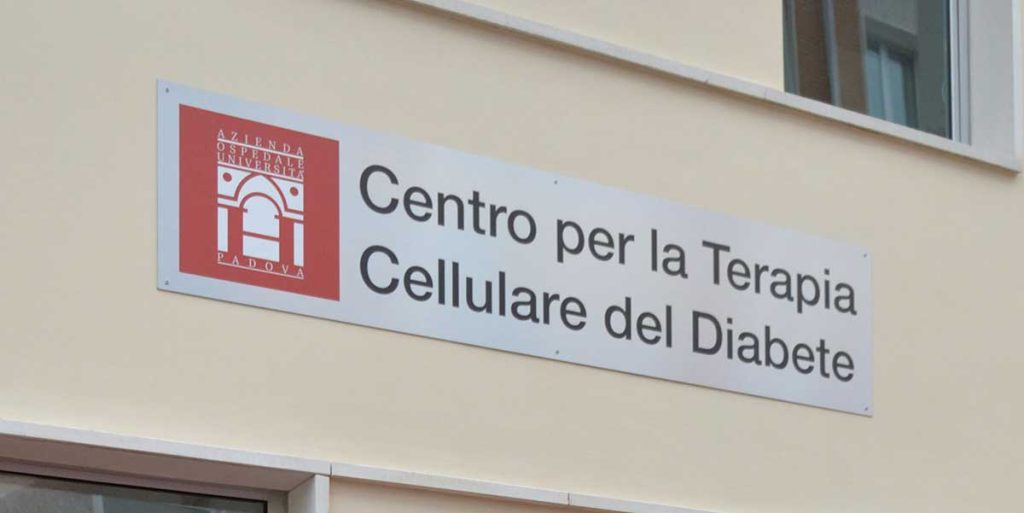 AZIENDA
OSPEDALE
UNIVERSITÀ
PADOVA
Centro per la Terapia
Cellulare del Diabete